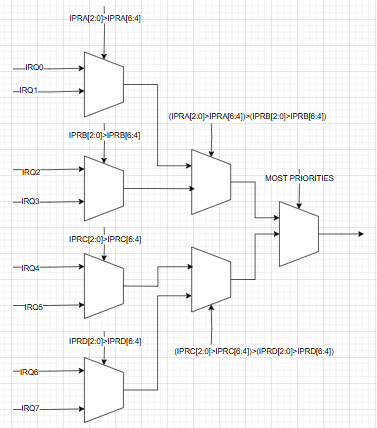 IPRA[2:0]>IPRA[6:4]
IRQ0
IRQ1
(IPRA[2:0]>IPRA[6:4])>(IPRB[2:0]>IPRB[6:4])
IPRB[2:0]>IPRB[6:4]
IRQ2
MOST PRIORITIES
IRQ3
IPRC[2:0]>IPRC[6:4]
IRQ4
IRQ5
IPRD[2:0]>IPRD[6:4]
(IPRC[2:0]>IPRC[6:4])>(IPRD[2:0]>IPRD[6:4])
IRQ6
IRQ7